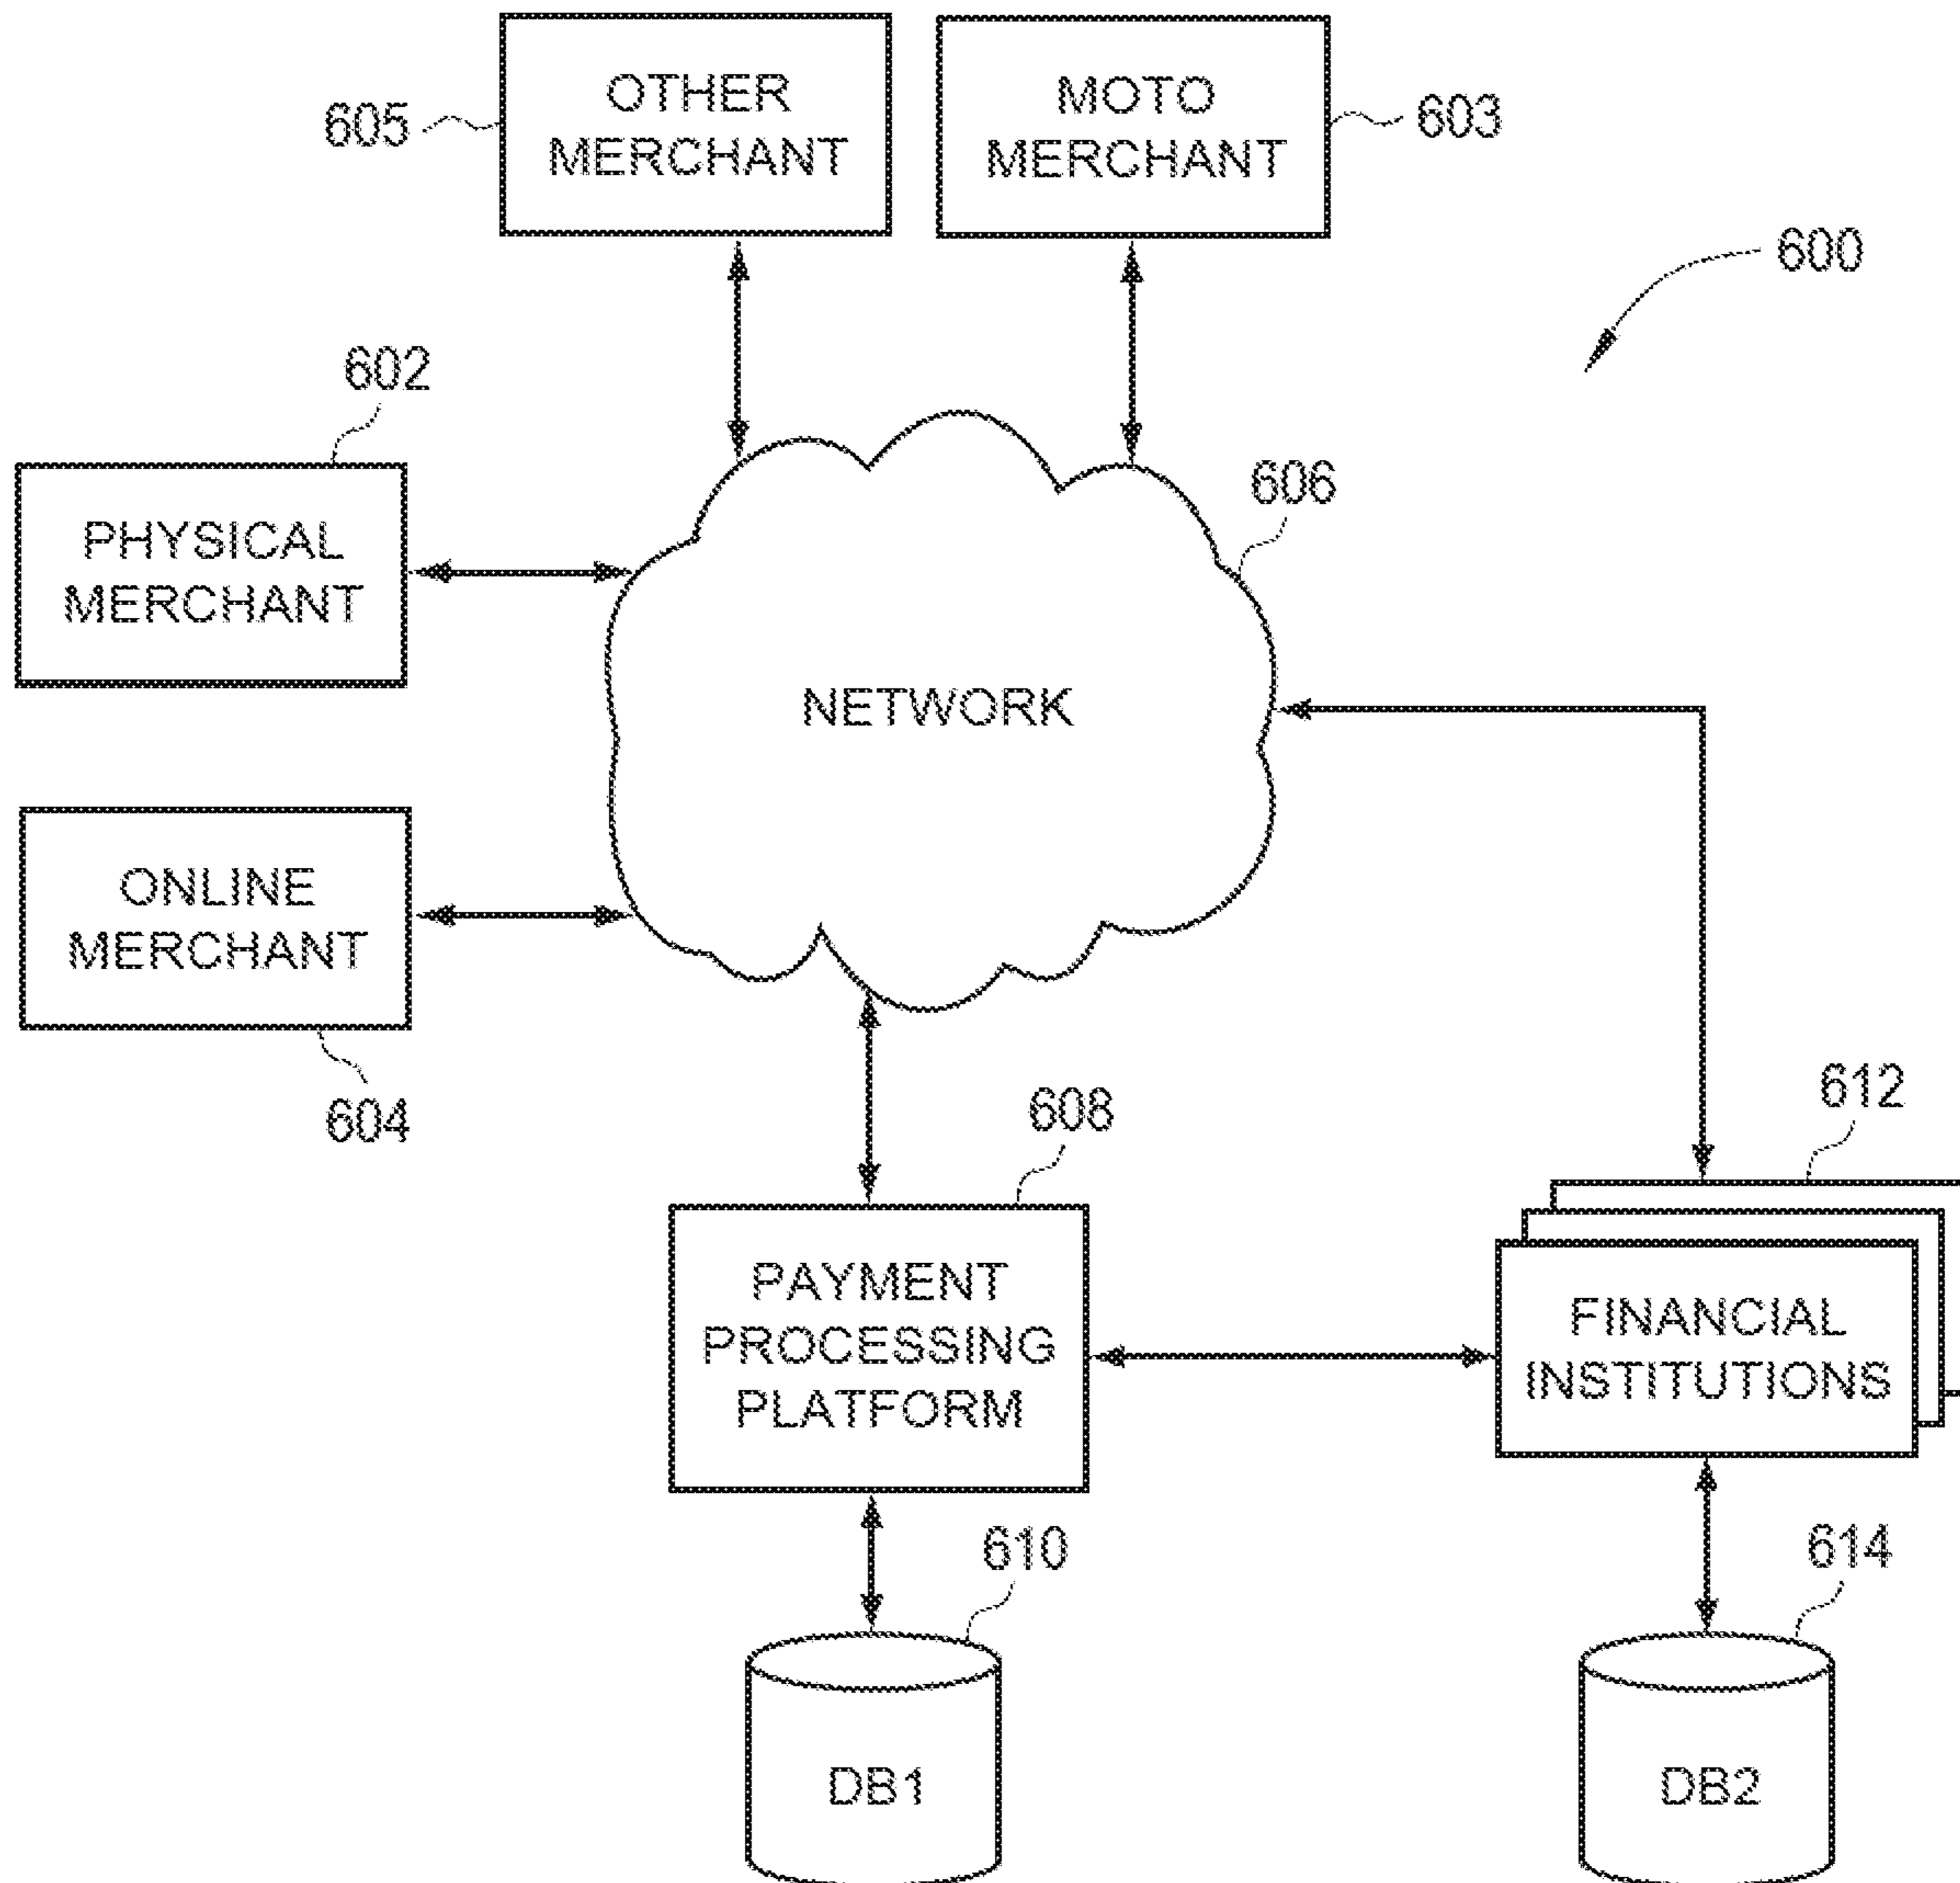 OTHER
MERCHANT
605
MOTO
MERCHANT
603
600
602
PHYSICAL
MERCHANT
606
NETWORK
ONLINE
MERCHANT
604
608
612
PAYMENT
PROCESSING
PLATFORM
FINANCIAL
INSTITUTIONS
610
614
DB1
DB2